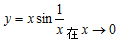 y = x sin 1/x 在 x → 0